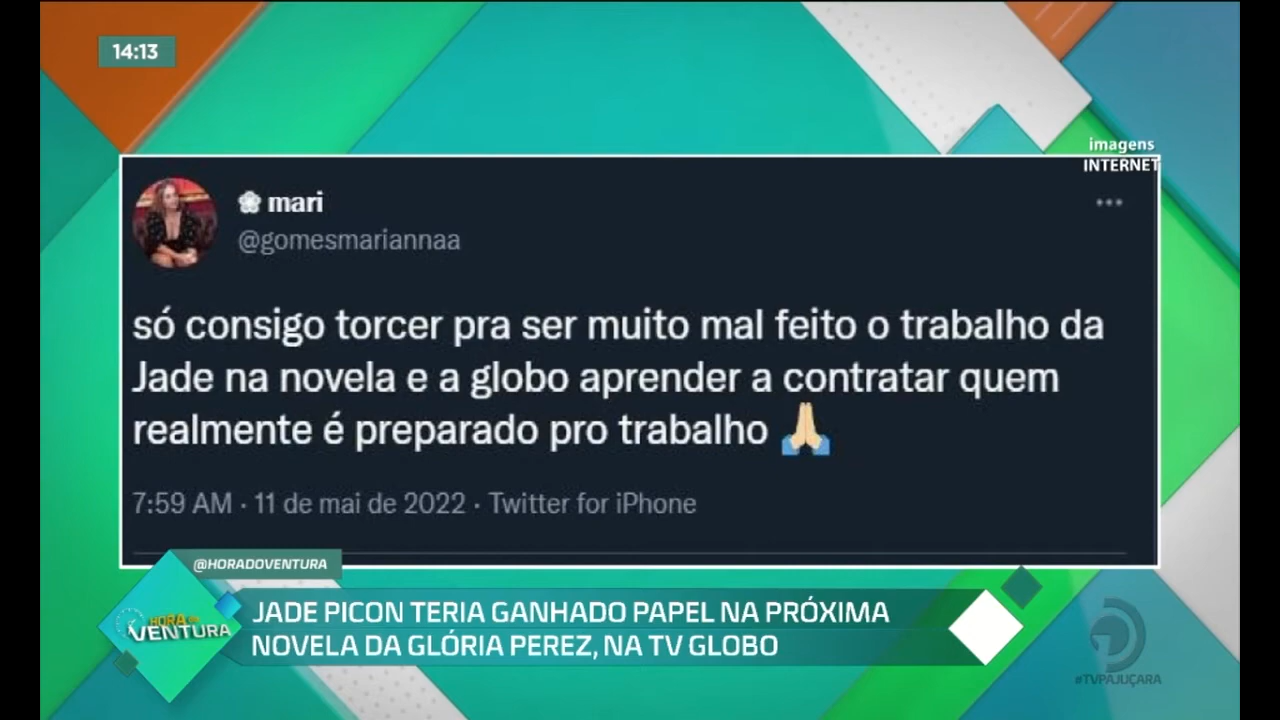 14:13
imagens
INTERNET
mari
@gomesmariannaa
só consigo torcer pra ser muito mal feito o trabalho da
Jade na novela e a globo aprender a contratar quem
realmente é preparado pro trabalho 🙏🏼
7:59 AM · 11 de mai de 2022 · Twitter for iPhone
@HORADOVENTURA
HORA DO
VENTURA
JADE PICON TERIA GANHADO PAPEL NA PRÓXIMA
NOVELA DA GLÓRIA PEREZ, NA TV GLOBO
#TVPAJUÇARA